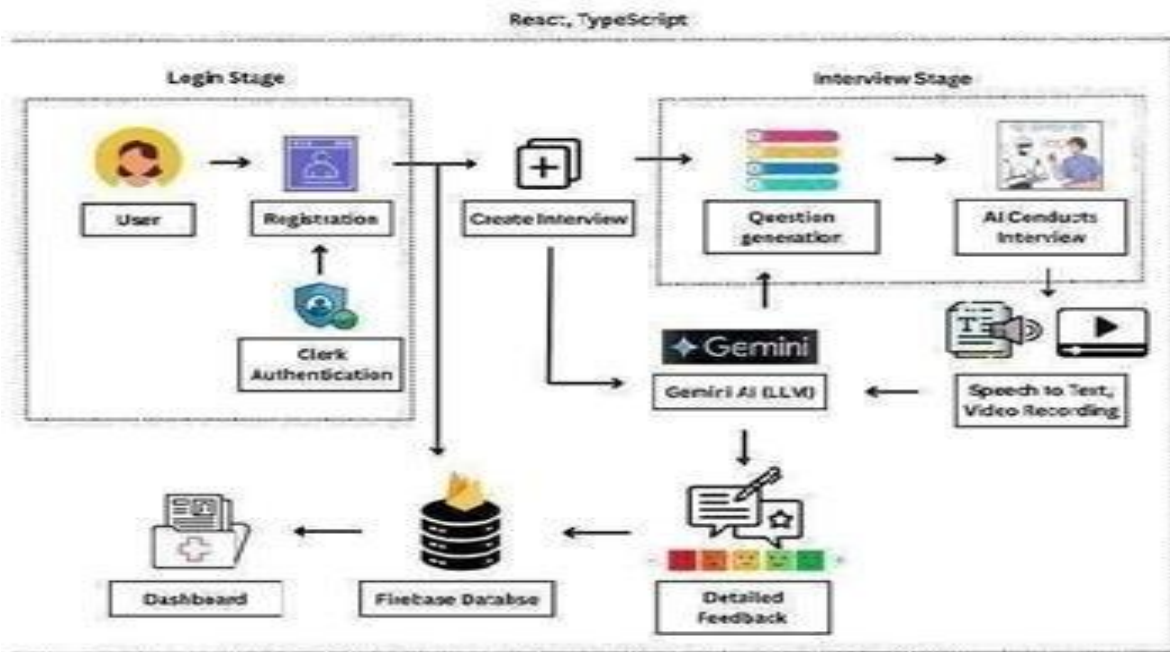 React, TypeScript
Login Stage
Interview Stage
User
Registration
Create Interview
Question
generation
AI Conducts
Interview
Clerk
Authentication
Gemini
Gemini AI (LLM)
Speech to Text,
Video Recording
Dashboard
Firebase Databse
Detailed
Feedback